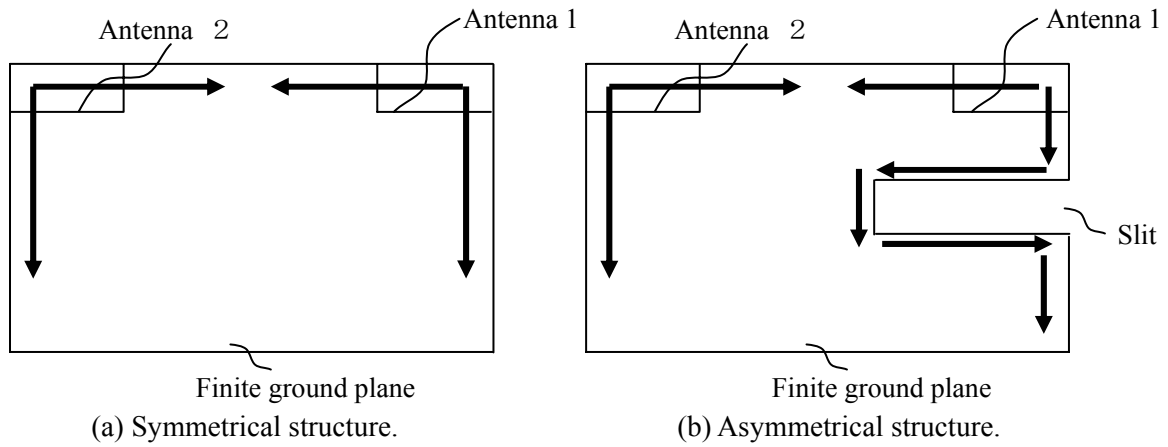 Antenna 2
Antenna 1
Finite ground plane
(a) Symmetrical structure.
Antenna 2
Antenna 1
Slit
Finite ground plane
(b) Asymmetrical structure.